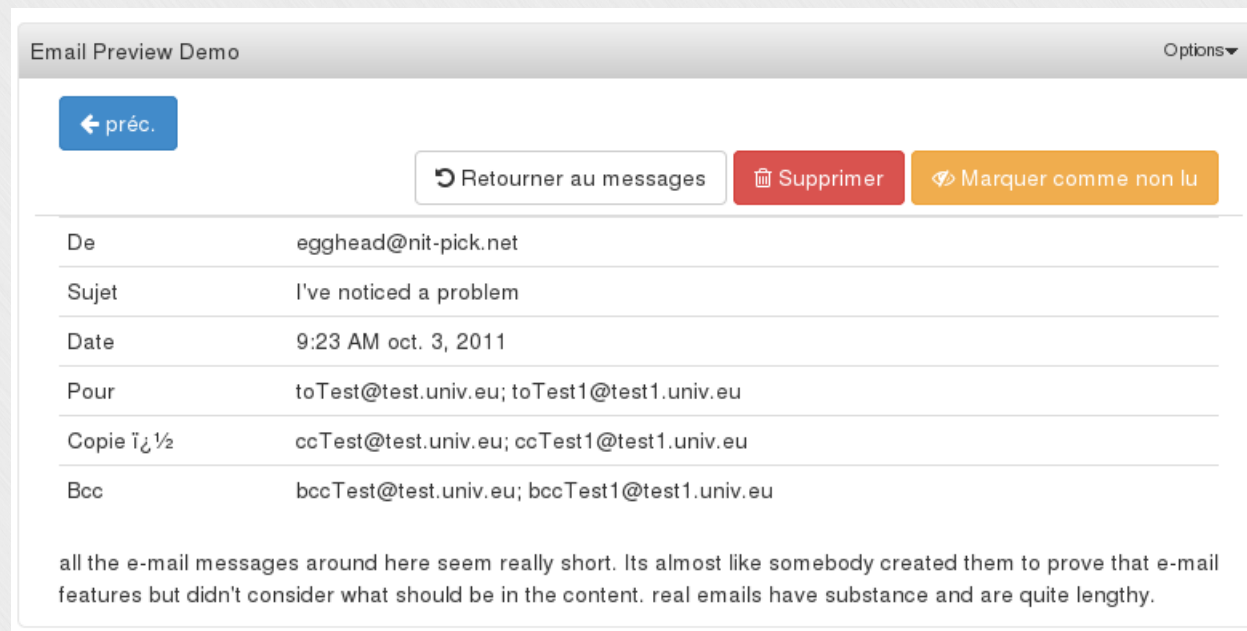 Email Preview Demo Options
préc.
Retourner au messages Supprimer Marquer comme non lu
De egghead@nit-pick.net
Sujet I've noticed a problem
Date 9:23 AM oct. 3, 2011
Pour toTest@test.univ.eu; toTest1@test1.univ.eu
Copie ï¿½ ccTest@test.univ.eu; ccTest1@test1.univ.eu
Bcc bccTest@test.univ.eu; bccTest1@test1.univ.eu
all the e-mail messages around here seem really short. Its almost like somebody created them to prove that e-mail
features but didn't consider what should be in the content. real emails have substance and are quite lengthy.